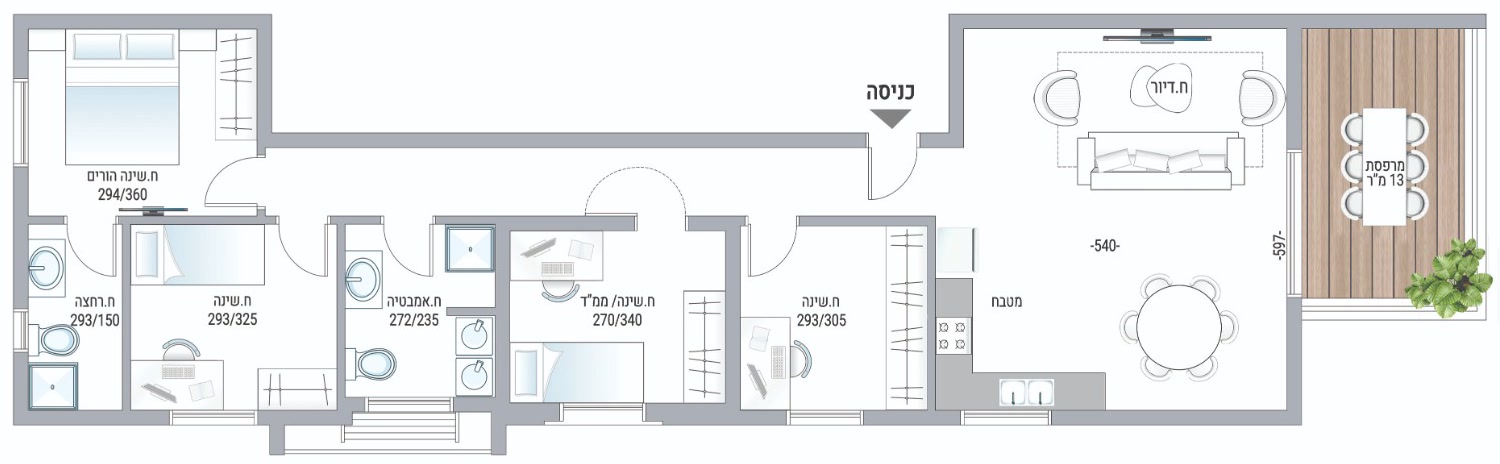 כניסה
ח.דיור
מרפסת
13 מ"ר
ח.שינה הורים
294/360
-540-
-597-
ח.רחצה
293/150
ח.שינה
293/325
ח.אמבטיה
272/235
ח.שינה/ ממ"ד
270/340
ח.שינה
293/305
מטבח